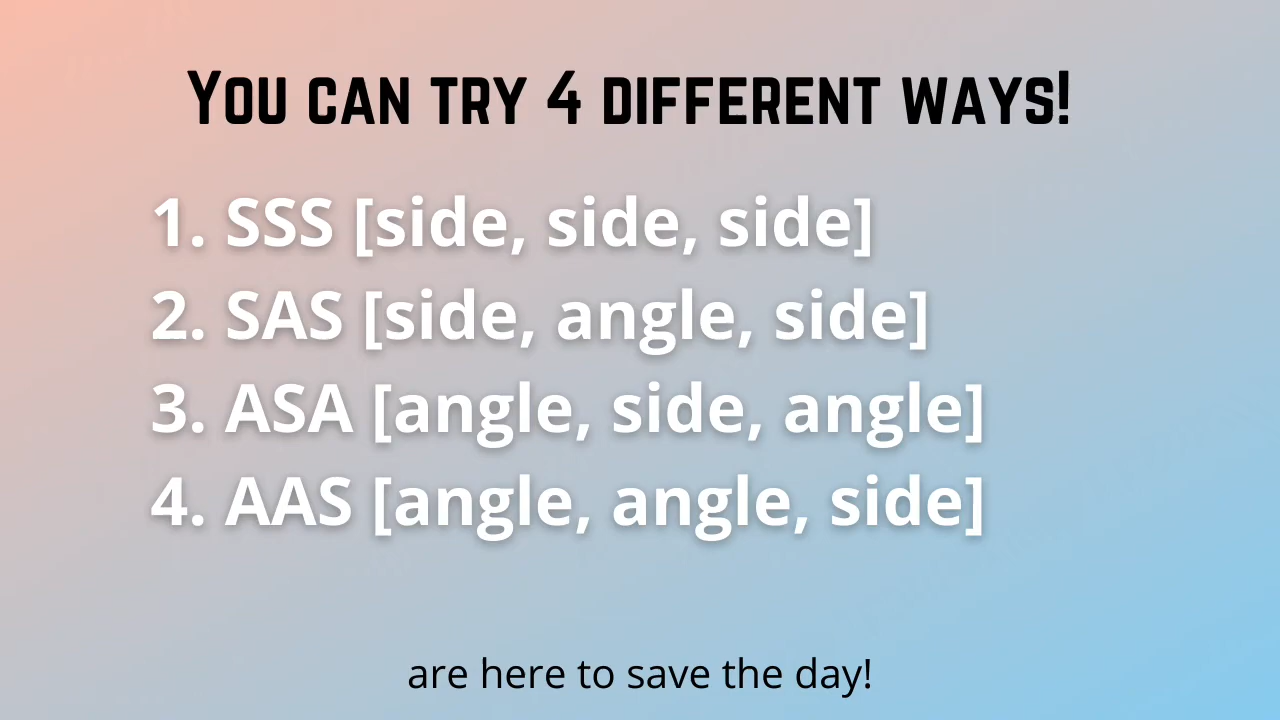 You can try 4 different ways!
1. SSS [side, side, side]
2. SAS [side, angle, side]
3. ASA [angle, side, angle]
4. AAS [angle, angle, side]
are here to save the day!